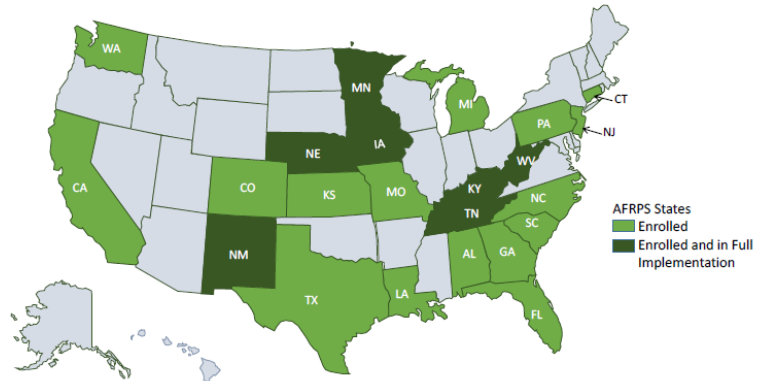 WA
MN
MI
CT
PA
NJ
IA
NE
WV
CA
CO
KS
MO
KY
NC
TN
SC
NM
AL
GA
TX
LA
FL
AFRPS States
Enrolled
Enrolled and in Full
Implementation